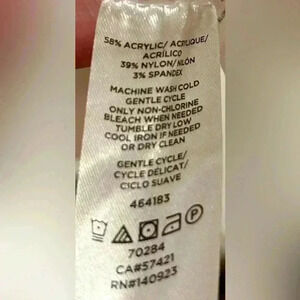 58% ACRYLIC/ ACRILIQUE/
ACRÍLICO
39% NYLON/NILÓN
3% SPANDEX
MACHINE WASH COLD
GENTLE CYCLE
ONLY NON-CHLORINE
BLEACH WHEN NEEDED
TUMBLE DRY LOW
COOL IRON IF NEEDED
OR DRY CLEAN
GENTLE CYCLE/
CYCLE DÉLICAT/
CICLO SUAVE
464183
P
70284
CA#57421
RN#140923